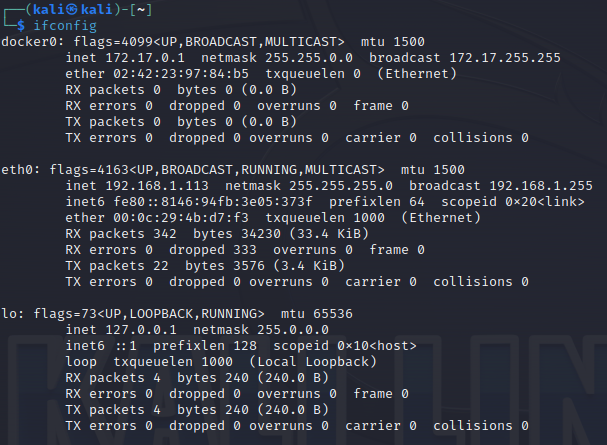 ┌──(kali㉿kali)-[~]
└─$ ifconfig
docker0: flags=4099<UP,BROADCAST,MULTICAST>  mtu 1500
        inet 172.17.0.1  netmask 255.255.0.0  broadcast 172.17.255.255
        ether 02:42:23:97:84:b5  txqueuelen 0  (Ethernet)
        RX packets 0  bytes 0 (0.0 B)
        RX errors 0  dropped 0  overruns 0  frame 0
        TX packets 0  bytes 0 (0.0 B)
        TX errors 0  dropped 0 overruns 0  carrier 0  collisions 0

eth0: flags=4163<UP,BROADCAST,RUNNING,MULTICAST>  mtu 1500
        inet 192.168.1.113  netmask 255.255.255.0  broadcast 192.168.1.255
        inet6 fe80::8146:94fb:3e05:373f  prefixlen 64  scopeid 0×20<link>
        ether 00:0c:29:4b:d7:f3  txqueuelen 1000  (Ethernet)
        RX packets 342  bytes 34230 (33.4 KiB)
        RX errors 0  dropped 333  overruns 0  frame 0
        TX packets 22  bytes 3576 (3.4 KiB)
        TX errors 0  dropped 0 overruns 0  carrier 0  collisions 0

lo: flags=73<UP,LOOPBACK,RUNNING>  mtu 65536
        inet 127.0.0.1  netmask 255.0.0.0
        inet6 ::1  prefixlen 128  scopeid 0×10<host>
        loop  txqueuelen 1000  (Local Loopback)
        RX packets 4  bytes 240 (240.0 B)
        RX errors 0  dropped 0  overruns 0  frame 0
        TX packets 4  bytes 240 (240.0 B)
        TX errors 0  dropped 0 overruns 0  carrier 0  collisions 0
KALI LIN